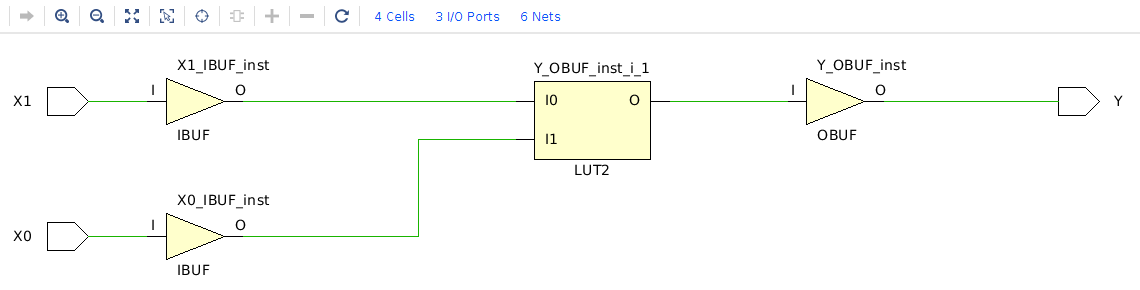 4 Cells 3 I/O Ports 6 Nets
X1_IBUF_inst
Y_OBUF_inst_i_1
Y_OBUF_inst
X1 I O
I0 O
I O Y
IBUF
I1
OBUF
LUT2
X0_IBUF_inst
X0 I O
IBUF